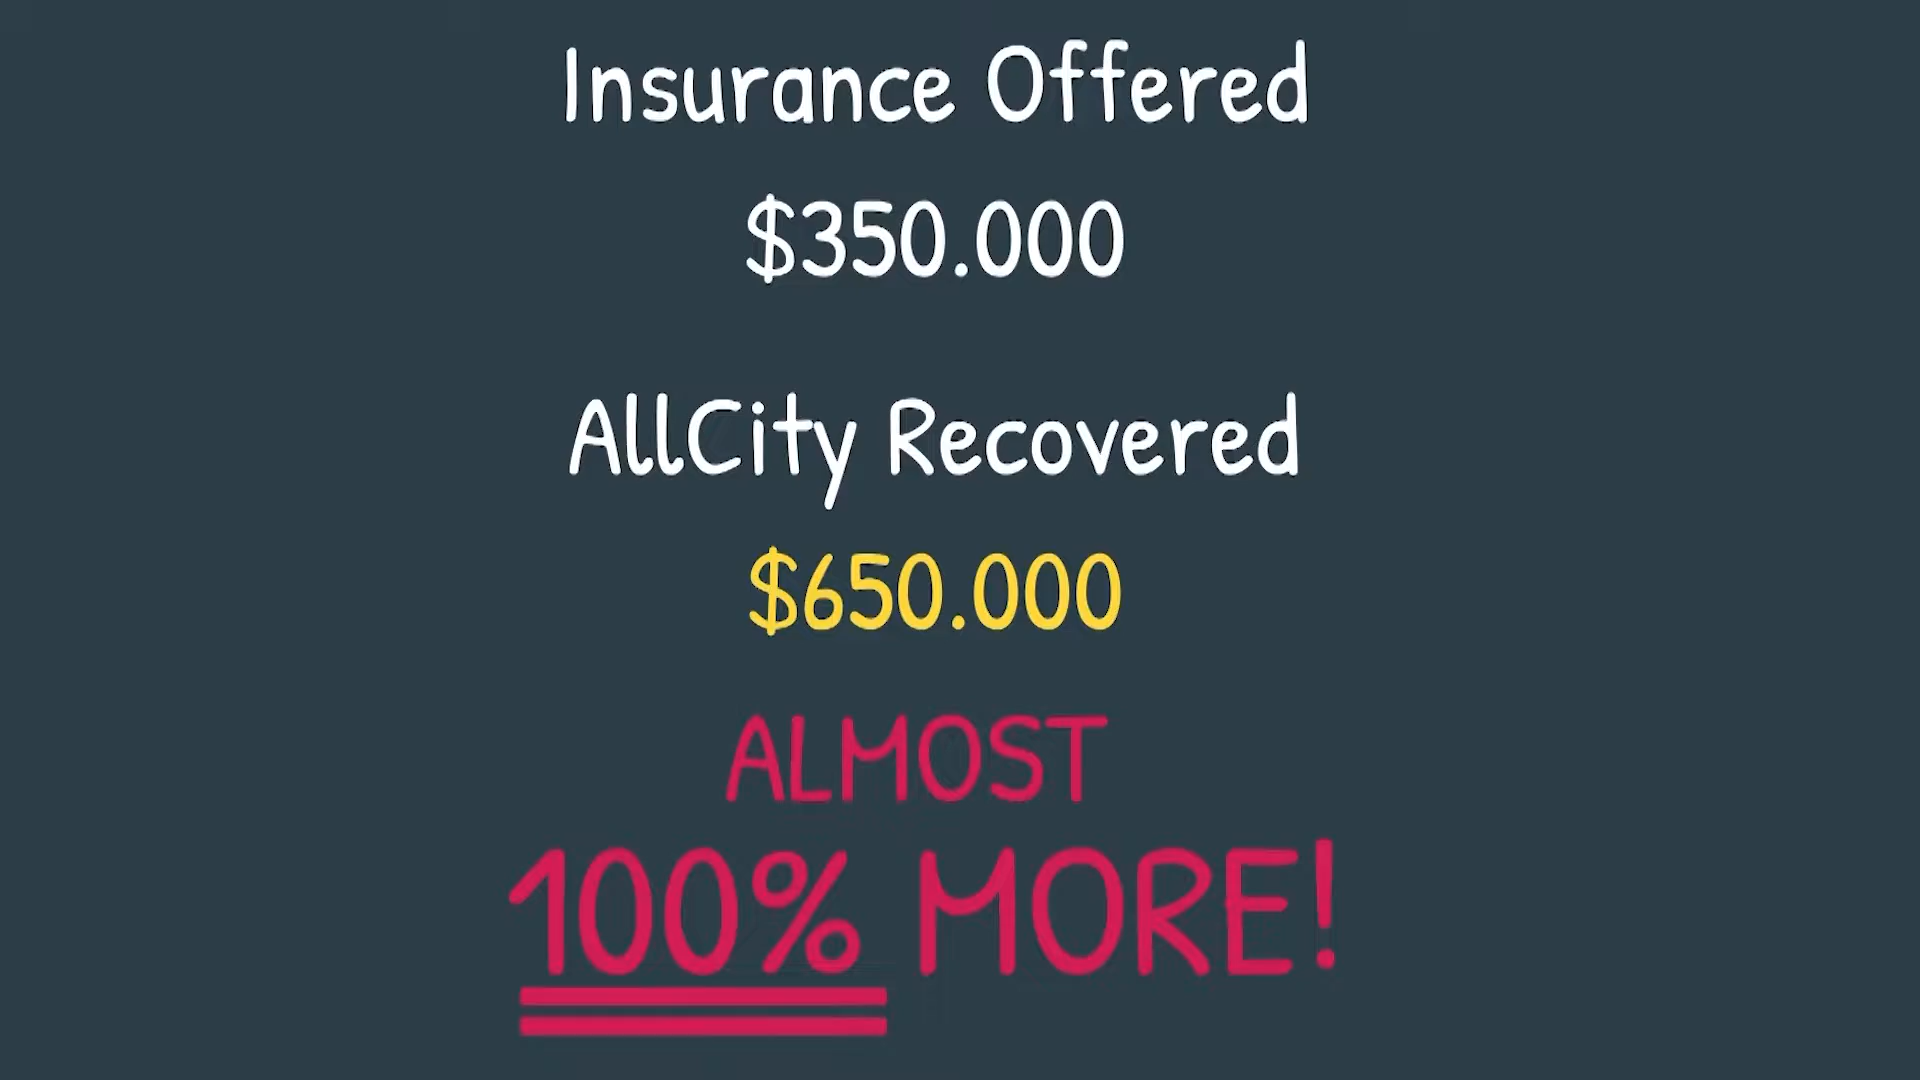 Insurance Offered
$350.000
AllCity Recovered
$650.000
ALMOST
100% MORE!